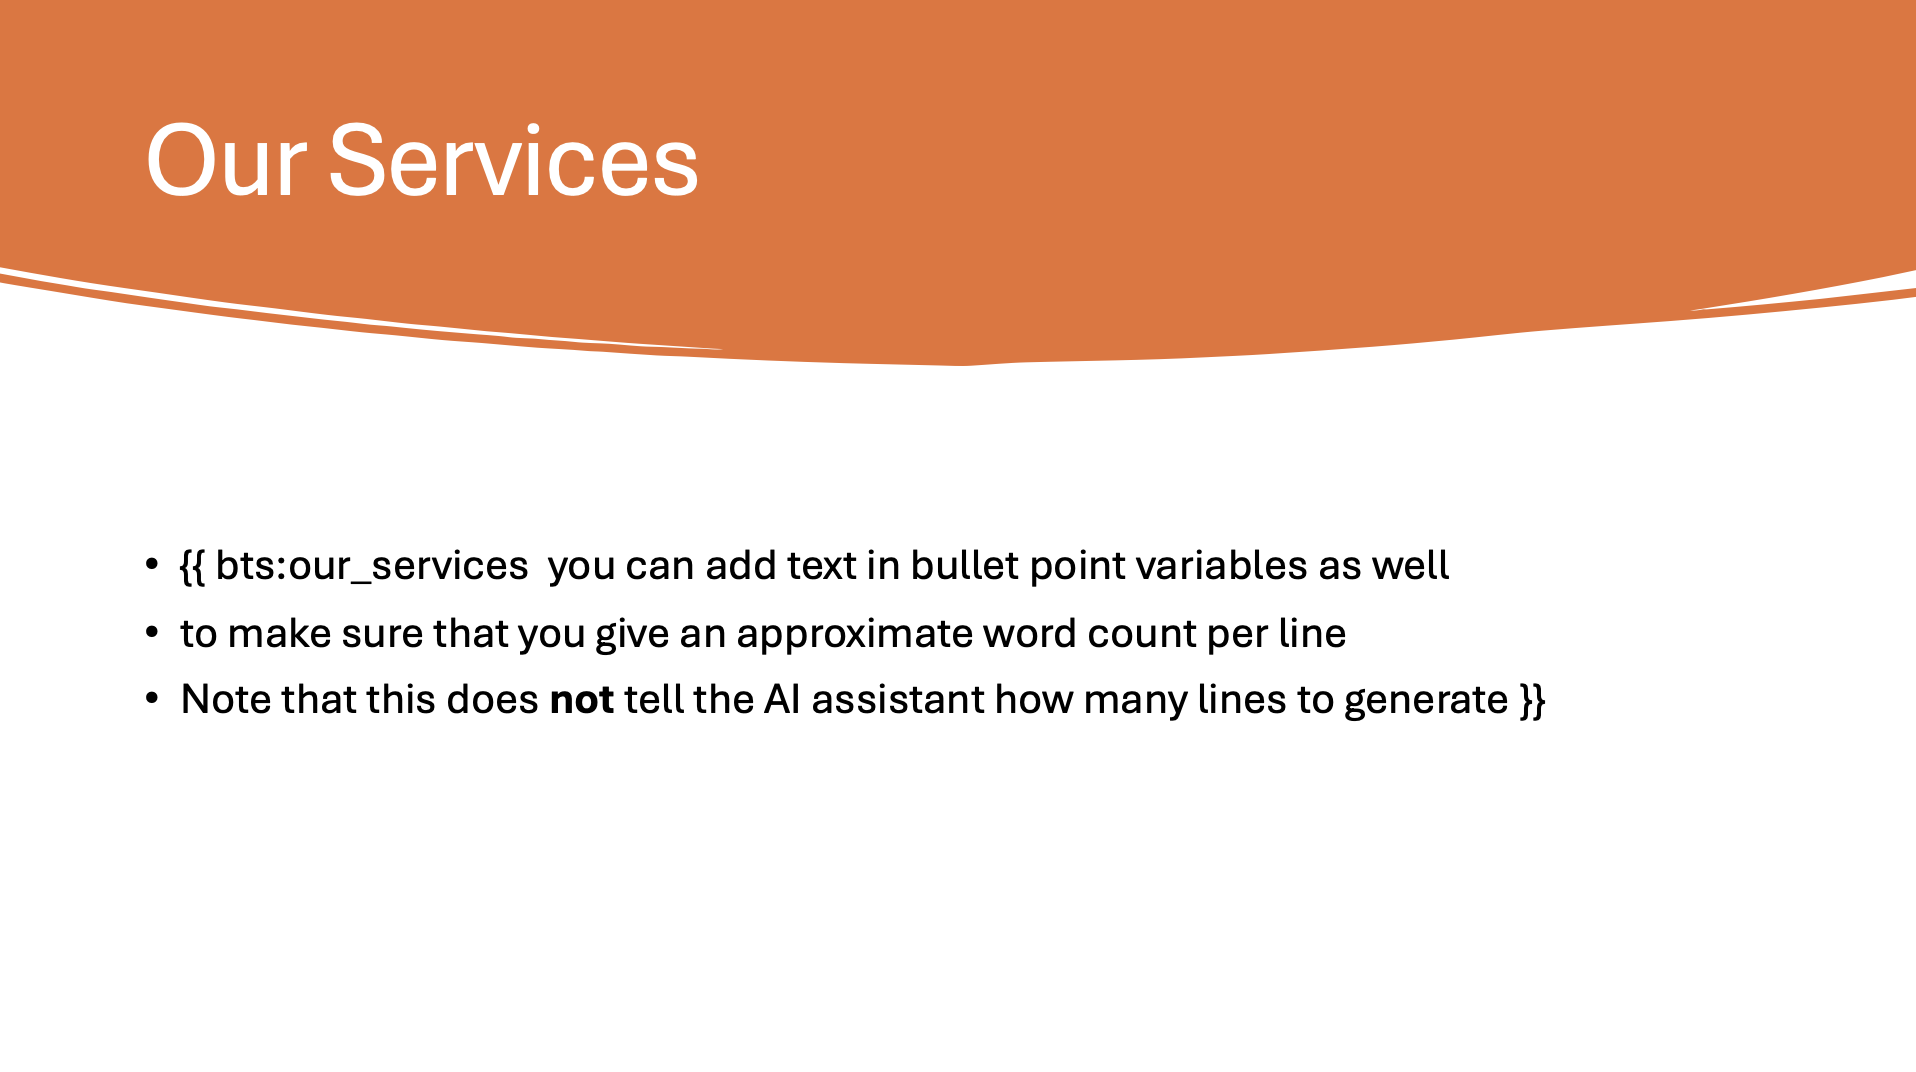 Our Services
• {{ bts:our_services  you can add text in bullet point variables as well
• to make sure that you give an approximate word count per line
• Note that this does not tell the AI assistant how many lines to generate }}